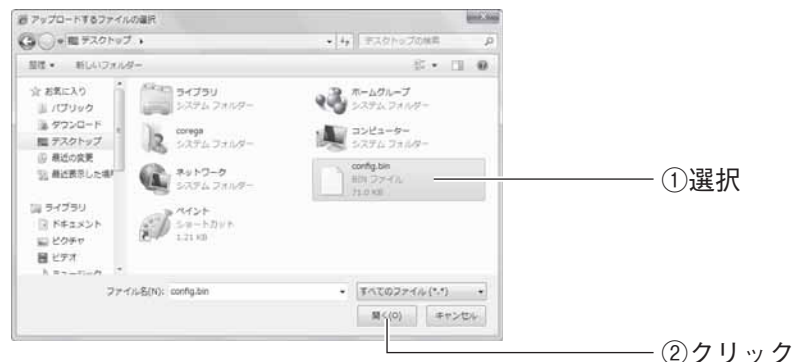 アップロードするファイルの選択
デスクトップ
デスクトップの検索
整理 新しいフォルダー
お気に入り
パブリック
ダウンロード
デスクトップ
最近の変更
最近表示した場
ライブラリ
ドキュメント
ピクチャ
ビデオ
ミュージック
ライブラリ
システム フォルダー
ホームグループ
システム フォルダー
corega
システム フォルダー
コンピューター
システム フォルダー
ネットワーク
システム フォルダー
config.bin
BIN ファイル
71.0 KB
ペイント
ショートカット
1.21 KB
①選択
ファイル名(N): config.bin
すべてのファイル (*.*)
開く(O) キャンセル
②クリック